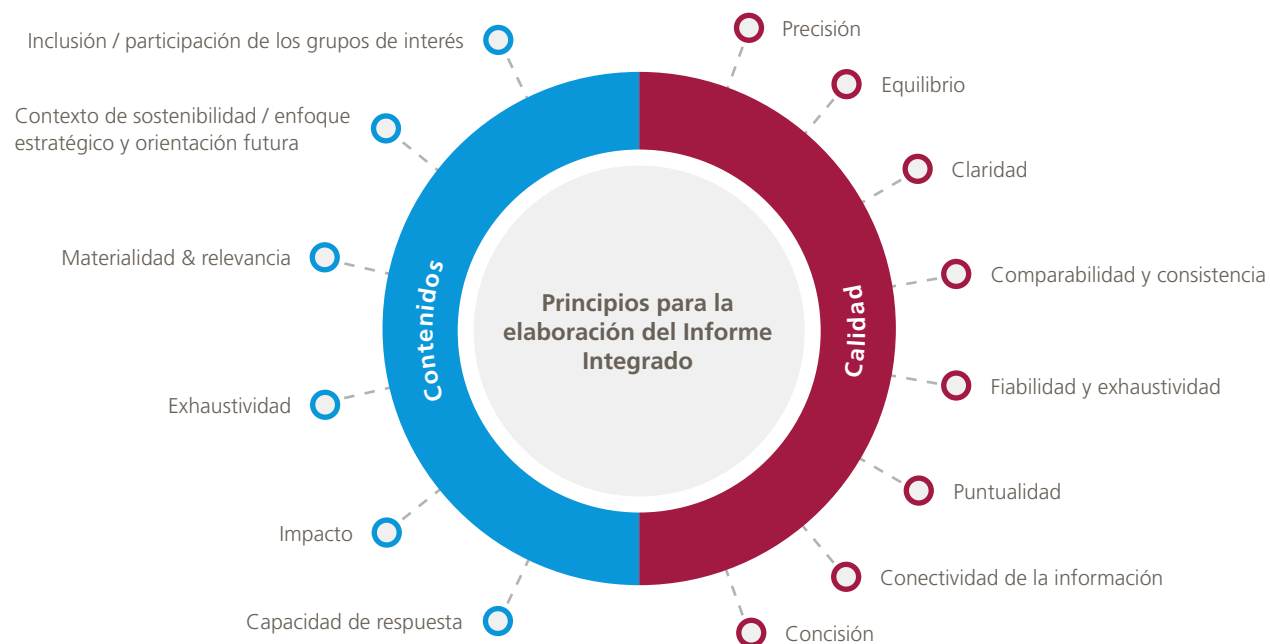 Inclusión / participación de los grupos de interés
Contexto de sostenibilidad / enfoque
estratégico y orientación futura
Materialidad & relevancia
Exhaustividad
Impacto
Capacidad de respuesta
Contenidos
Principios para la
elaboración del Informe
Integrado
Calidad
Precisión
Equilibrio
Claridad
Comparabilidad y consistencia
Fiabilidad y exhaustividad
Puntualidad
Conectividad de la información
Concisión